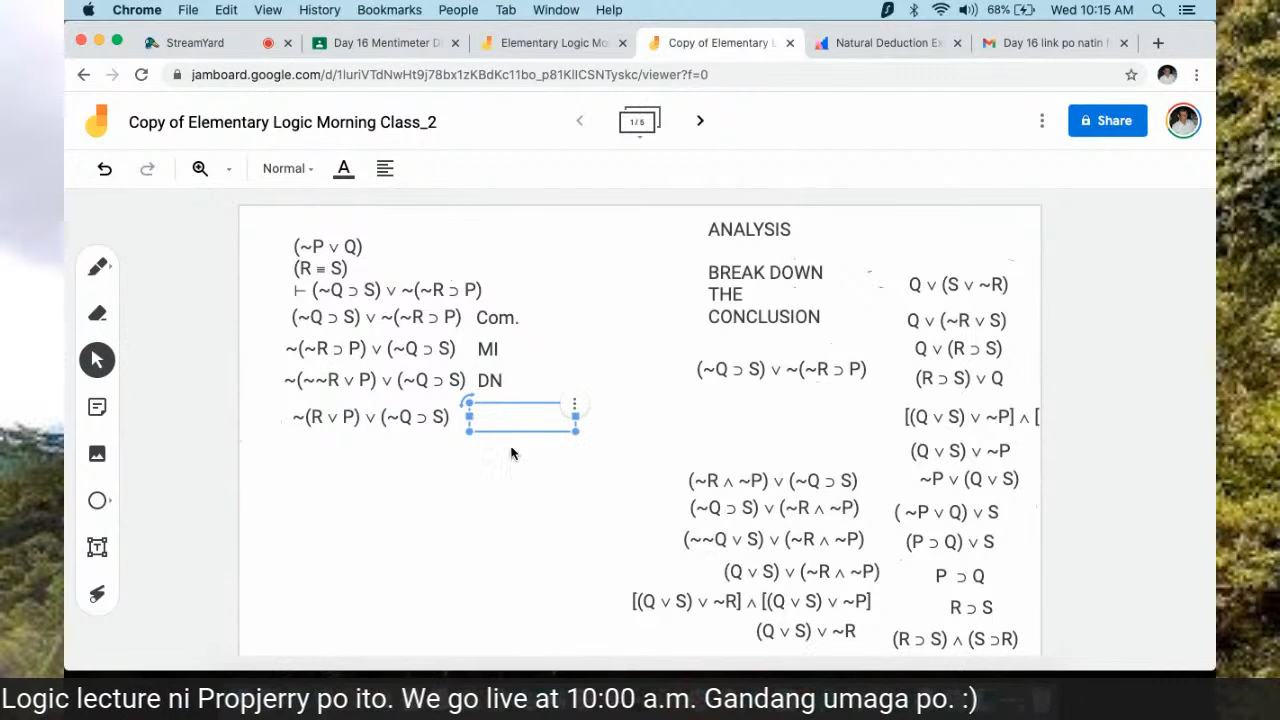 Chrome File Edit View History Bookmarks People Tab Window Help 68% Wed 10:15 AM
StreamYard
Day 16 Mentimeter D
Elementary Logic Mo
Copy of Elementary L
Natural Deduction Ex
Day 16 link po natin
jamboard.google.com/d/1IuriVTdNwHt9j78bx1zKBdKc11bo_p81KlICSNTyskc/viewer?f=0
Copy of Elementary Logic Morning Class_2
1/5
Share
Normal
A
(~P ∨ Q)
(R ≡ S)
⊢ (~Q ⊃ S) ∨ ~(~R ⊃ P)
(~Q ⊃ S) ∨ ~(~R ⊃ P) Com.
~(~R ⊃ P) ∨ (~Q ⊃ S) MI
~(~~R ∨ P) ∨ (~Q ⊃ S) DN
~(R ∨ P) ∨ (~Q ⊃ S)
ANALYSIS
BREAK DOWN
THE
CONCLUSION
(~Q ⊃ S) ∨ ~(~R ⊃ P)
(~R ∧ ~P) ∨ (~Q ⊃ S)
(~Q ⊃ S) ∨ (~R ∧ ~P)
(~~Q ∨ S) ∨ (~R ∧ ~P)
(Q ∨ S) ∨ (~R ∧ ~P)
[(Q ∨ S) ∨ ~R] ∧ [(Q ∨ S) ∨ ~P]
(Q ∨ S) ∨ ~R
Q ∨ (S ∨ ~R)
Q ∨ (~R ∨ S)
Q ∨ (R ⊃ S)
(R ⊃ S) ∨ Q
[(Q ∨ S) ∨ ~P] ∧ [
(Q ∨ S) ∨ ~P
~P ∨ (Q ∨ S)
( ~P ∨ Q) ∨ S
(P ⊃ Q) ∨ S
P ⊃ Q
R ⊃ S
(R ⊃ S) ∧ (S ⊃R)
Logic lecture ni Propjerry po ito. We go live at 10:00 a.m. Gandang umaga po. :)